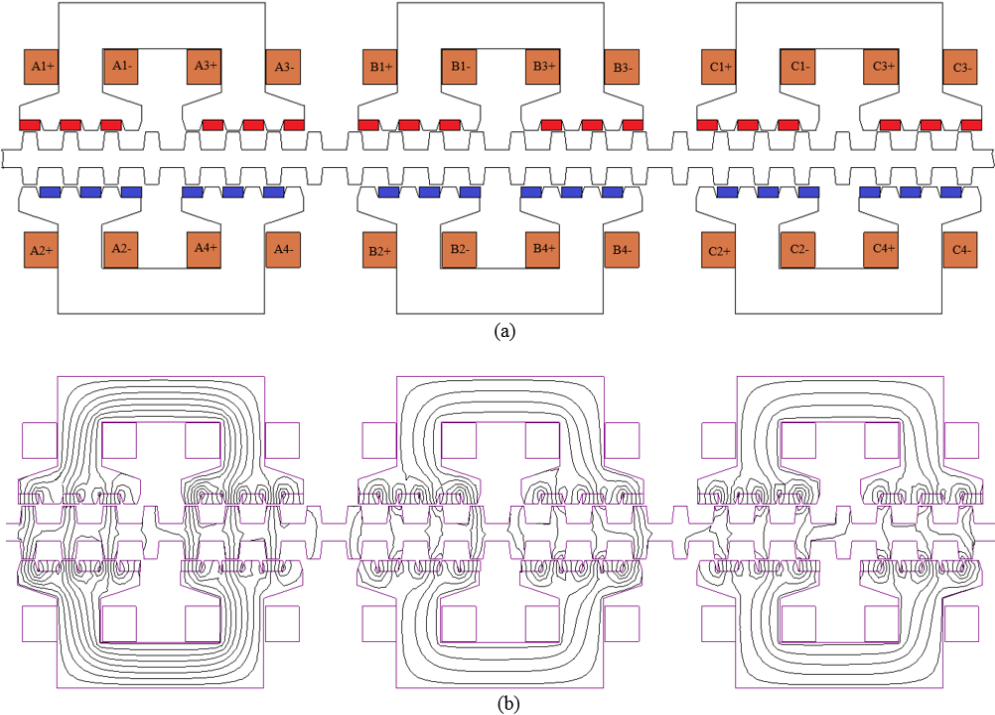 A1+ A1- A3+ A3- B1+ B1- B3+ B3- C1+ C1- C3+ C3-
A2+ A2- A4+ A4- B2+ B2- B4+ B4- C2+ C2- C4+ C4-
(a)
(b)